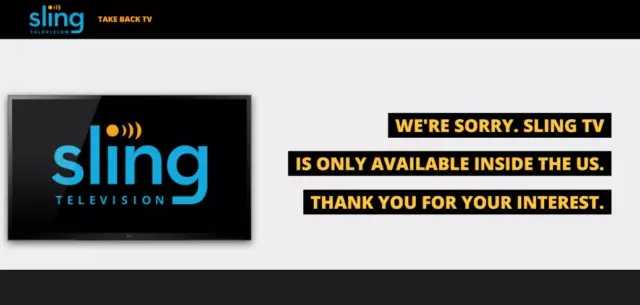 sling
TELEVISION
TAKE BACK TV
sling
TELEVISION
WE'RE SORRY. SLING TV
IS ONLY AVAILABLE INSIDE THE US.
THANK YOU FOR YOUR INTEREST.